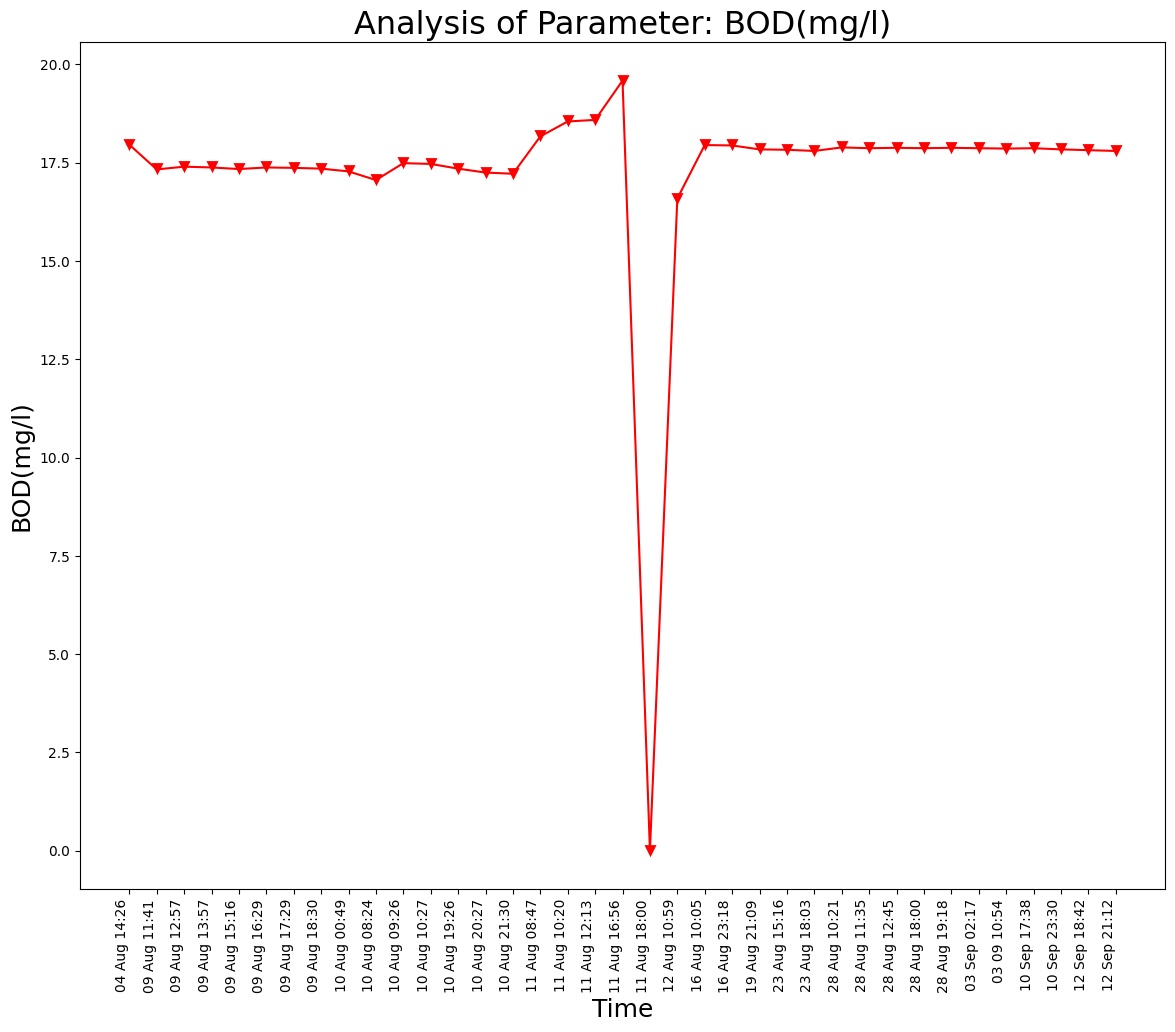 Analysis of Parameter: BOD(mg/l)
20.0
17.5
15.0
12.5
10.0
7.5
5.0
2.5
0.0
BOD(mg/l)
04 Aug 14:26
09 Aug 11:41
09 Aug 12:57
09 Aug 13:57
09 Aug 15:16
09 Aug 16:29
09 Aug 17:29
09 Aug 18:30
10 Aug 00:49
10 Aug 08:24
10 Aug 09:26
10 Aug 10:27
10 Aug 19:26
10 Aug 20:27
10 Aug 21:30
11 Aug 08:47
11 Aug 10:20
11 Aug 12:13
11 Aug 16:56
11 Aug 18:00
12 Aug 10:59
16 Aug 10:05
16 Aug 23:18
19 Aug 21:09
23 Aug 15:16
23 Aug 18:03
28 Aug 10:21
28 Aug 11:35
28 Aug 12:45
28 Aug 18:00
28 Aug 19:18
03 Sep 02:17
03 09 10:54
10 Sep 17:38
10 Sep 23:30
12 Sep 18:42
12 Sep 21:12
Time